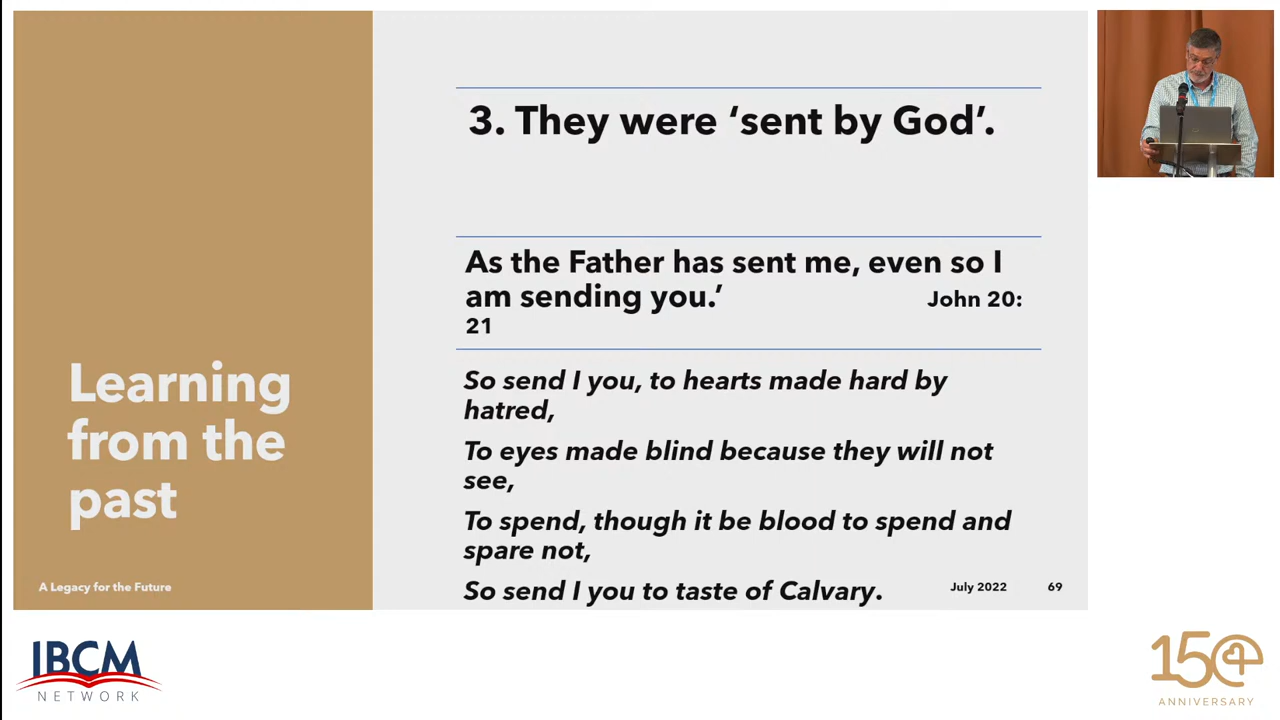 3. They were ‘sent by God’.
As the Father has sent me, even so I
am sending you.’ John 20:
21
So send I you, to hearts made hard by
hatred,
To eyes made blind because they will not
see,
To spend, though it be blood to spend and
spare not,
So send I you to taste of Calvary.
Learning
from the
past
A Legacy for the Future
July 2022 69
IBCM
NETWORK
150
ANNIVERSARY